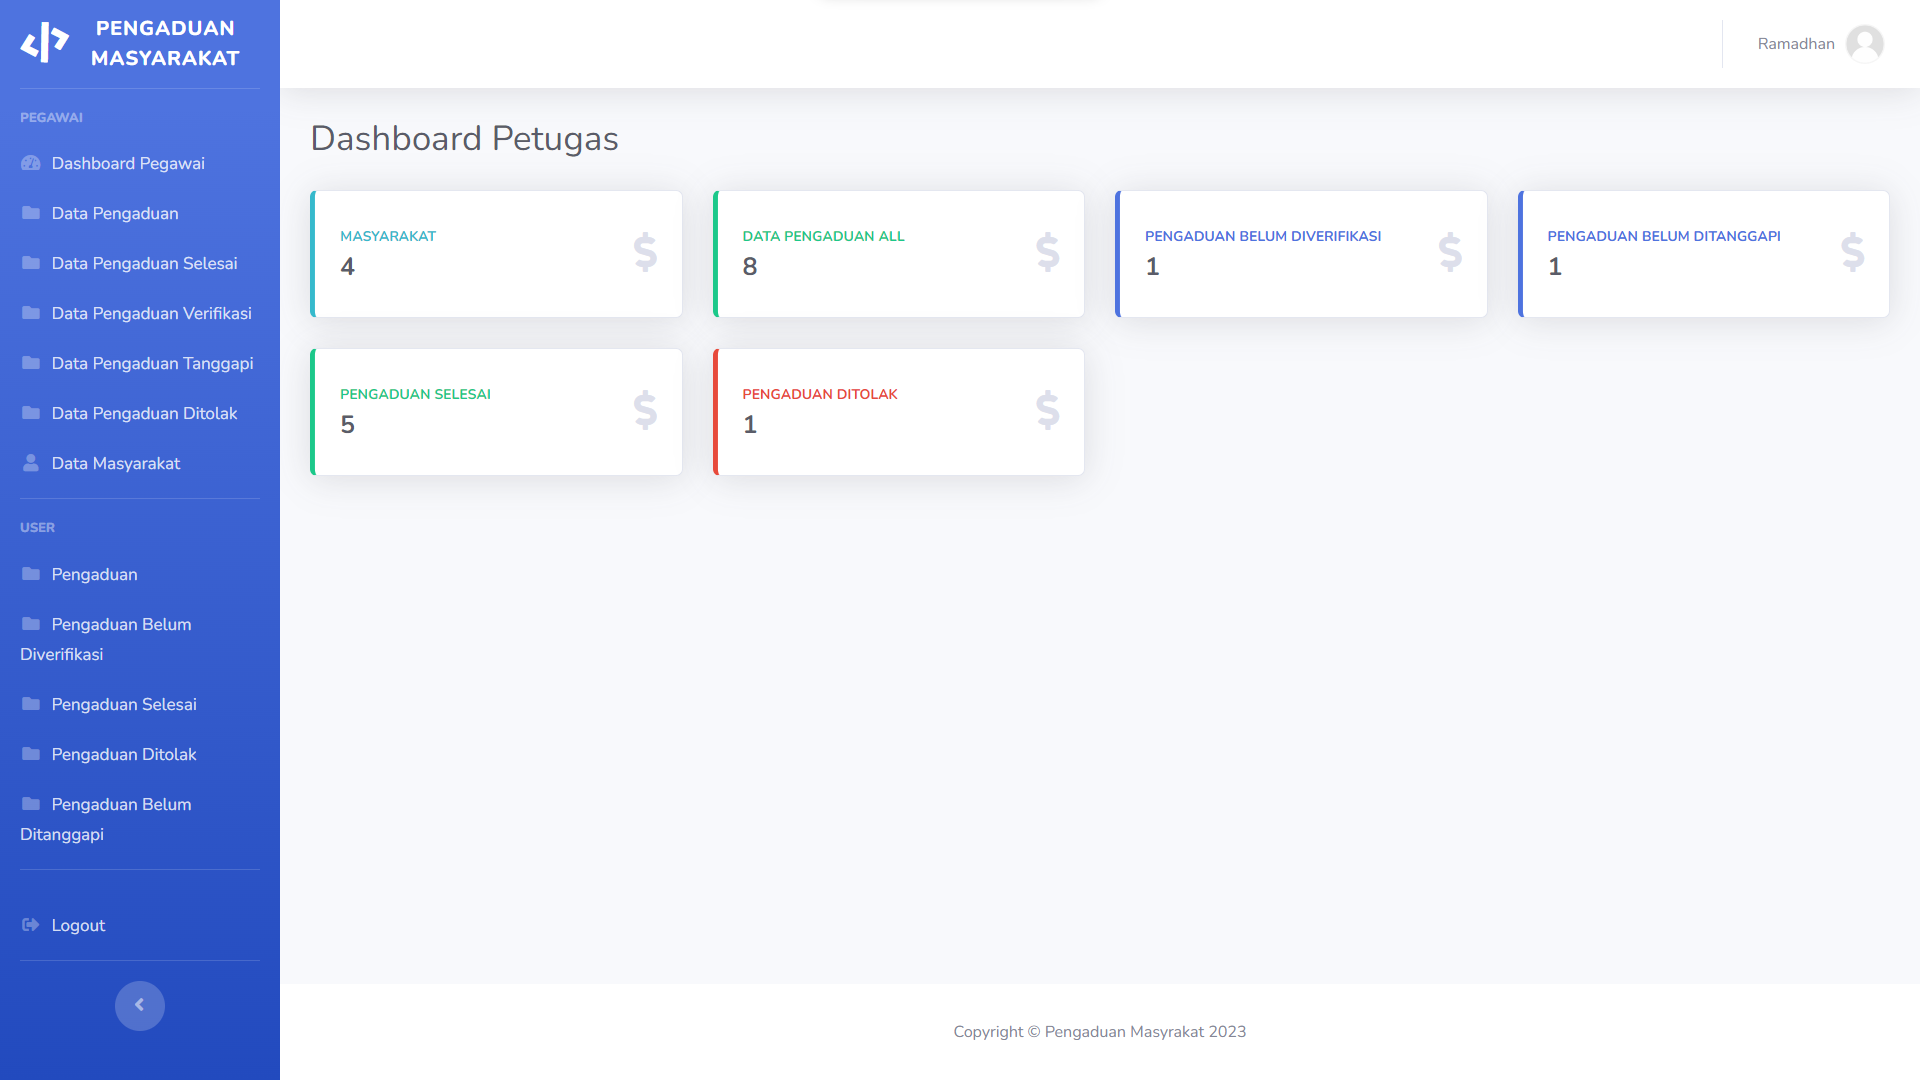 PENGADUAN
MASYARAKAT
PEGAWAI
Dashboard Pegawai
Data Pengaduan
Data Pengaduan Selesai
Data Pengaduan Verifikasi
Data Pengaduan Tanggapi
Data Pengaduan Ditolak
Data Masyarakat
USER
Pengaduan
Pengaduan Belum
Diverifikasi
Pengaduan Selesai
Pengaduan Ditolak
Pengaduan Belum
Ditanggapi
Logout
Ramadhan
Dashboard Petugas
MASYARAKAT
4
DATA PENGADUAN ALL
8
PENGADUAN BELUM DIVERIFIKASI
1
PENGADUAN BELUM DITANGGAPI
1
PENGADUAN SELESAI
5
PENGADUAN DITOLAK
1
Copyright © Pengaduan Masyrakat 2023